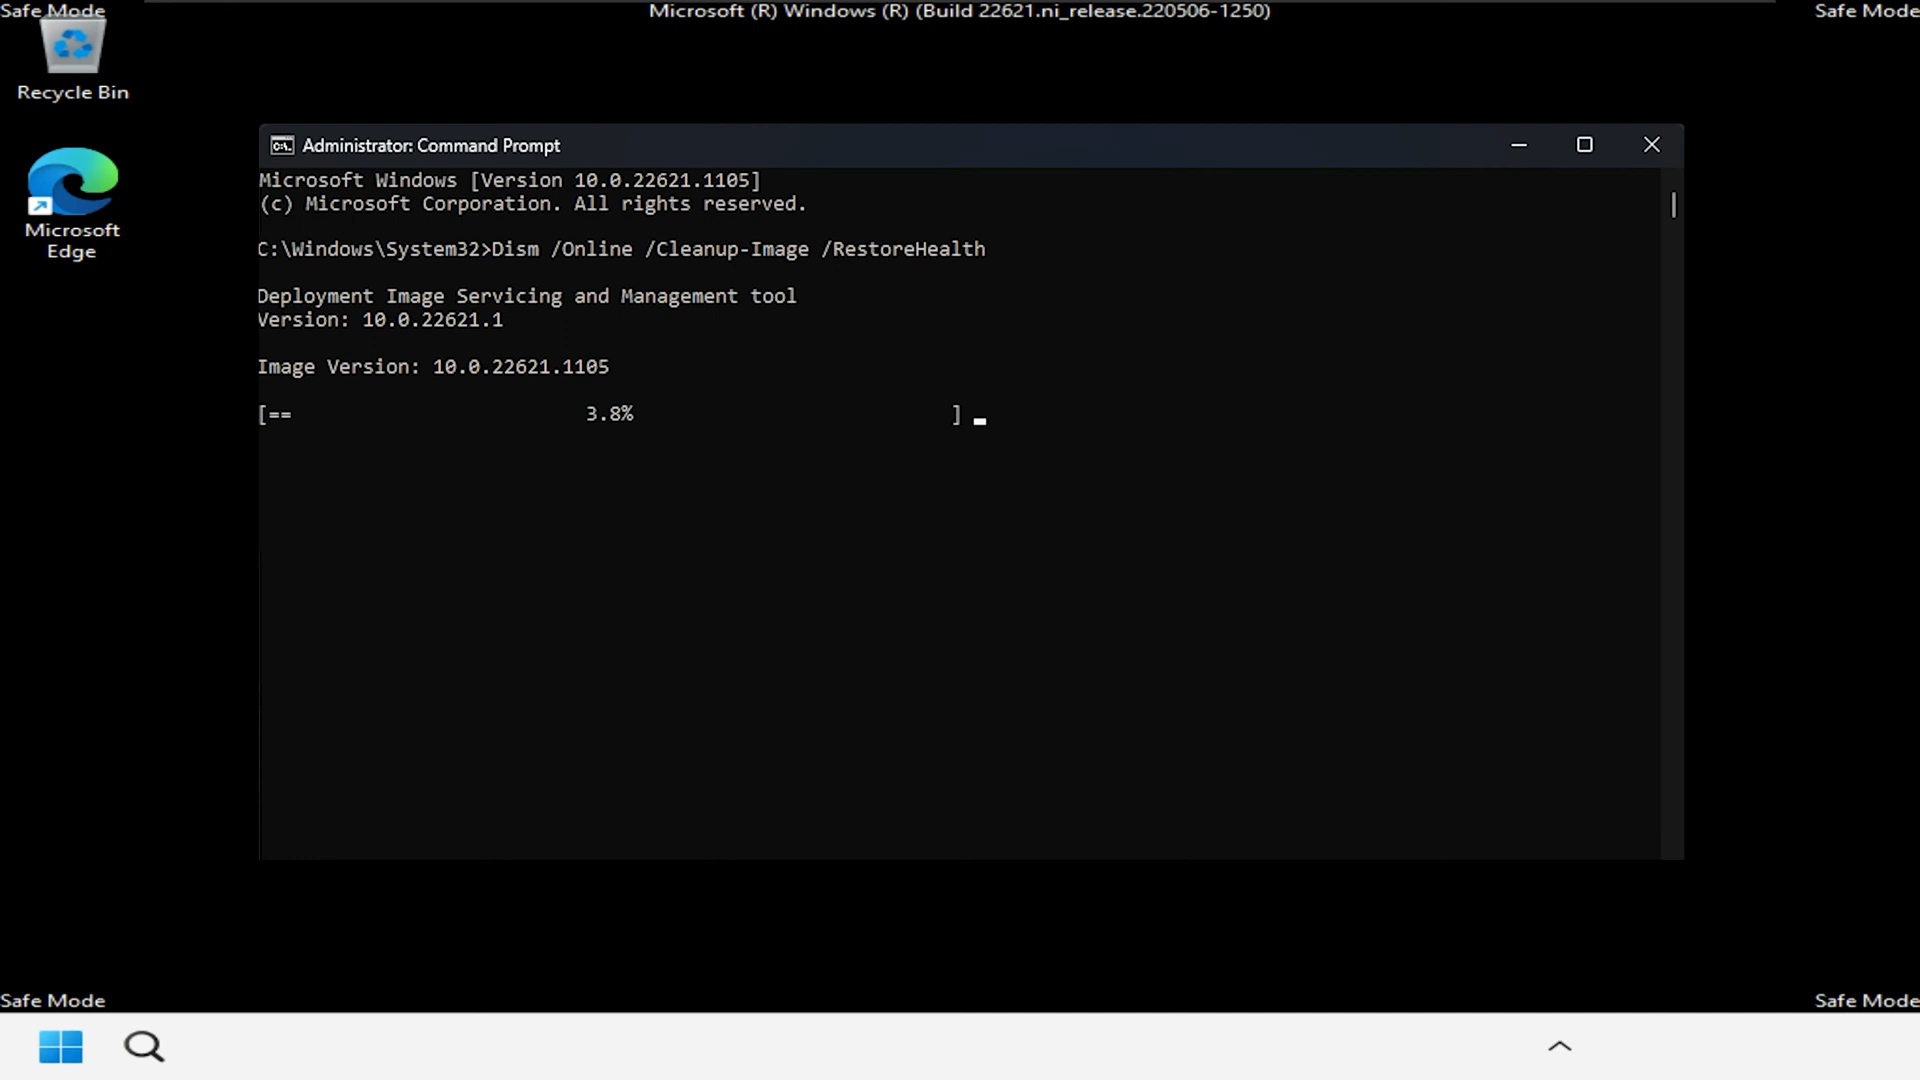 Safe Mode
Microsoft (R) Windows (R) (Build 22621.ni_release.220506-1250)
Safe Mode
Recycle Bin
Microsoft
Edge
Administrator: Command Prompt
Microsoft Windows [Version 10.0.22621.1105]
(c) Microsoft Corporation. All rights reserved.
C:\Windows\System32>Dism /Online /Cleanup-Image /RestoreHealth
Deployment Image Servicing and Management tool
Version: 10.0.22621.1
Image Version: 10.0.22621.1105
[==                         3.8%                           ]
Safe Mode
Safe Mode